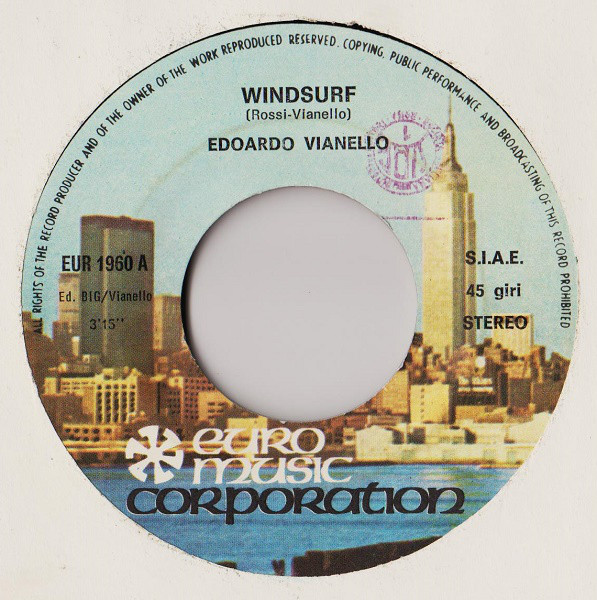 ALL RIGHTS OF THE RECORD PRODUCER AND OF THE OWNER OF THE WORK REPRODUCED RESERVED. COPYING, PUBLIC PERFORMANCE AND BROADCASTING OF THIS RECORD PROHIBITED
WINDSURF
(Rossi-Vianello)
EDOARDO VIANELLO
EUR 1960 A
Ed. BIG/Vianello
3'15''
S.I.A.E.
45 giri
STEREO
euro
music
corporation